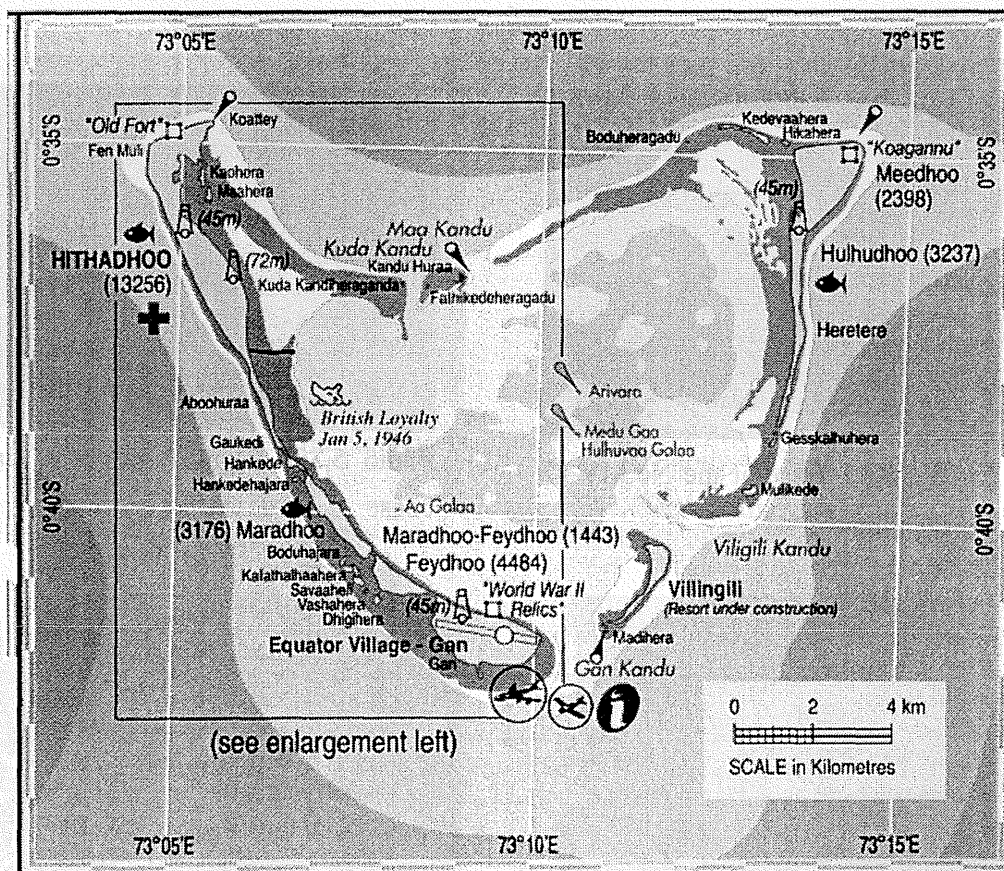 73°05'E
73°10'E
73°15'E
0°35'S
0°35'S
"Old Fort"
Koattey
Fen Muli
Kaohera
Maahera
(45m)
HITHADHOO
(13256)
(72m)
Kuda Kandiheraganda
Maa Kandu
Kuda Kandu
Kandu Huraa
Falhikedeheragadu
Boduheragadu
Kedevaahera
Hikahera
"Koagannu"
Meedhoo
(2398)
(45m)
Hulhudhoo (3237)
Heretere
Aboohuraa
British Loyalty
Jan 5, 1946
Arivara
Medu Gaa
Hulhuvaa Galaa
Gaukedi
Hankede
Hankedehajara
Gesskalhuhera
Mulikede
0°40'S
0°40'S
Aa Galaa
(3176) Maradhoo
Maradhoo-Feydhoo (1443)
Feydhoo (4484)
Viligili Kandu
Boduhajara
Kalathalhaahera
Savaaheli
Vashahera
Dhigihera
(45m)
"World War II
Relics"
Villingili
(Resort under construction)
Madihera
Equator Village - Gan
Gan
Gan Kandu
i
(see enlargement left)
0 2 4 km
SCALE in Kilometres
73°05'E
73°10'E
73°15'E